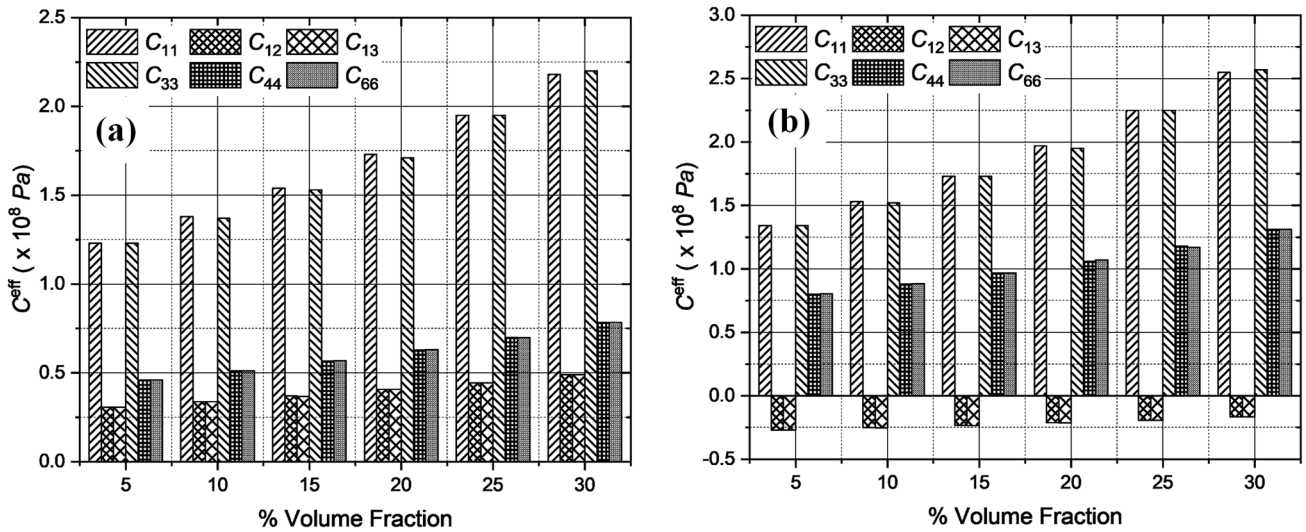 (a)
C11 C12 C13
C33 C44 C66
2.5
2.0
1.5
1.0
0.5
0.0
C^eff ( x 10^8 Pa)
5 10 15 20 25 30
% Volume Fraction
(b)
C11 C12 C13
C33 C44 C66
3.0
2.5
2.0
1.5
1.0
0.5
0.0
-0.5
C^eff ( x 10^8 Pa)
5 10 15 20 25 30
% Volume Fraction